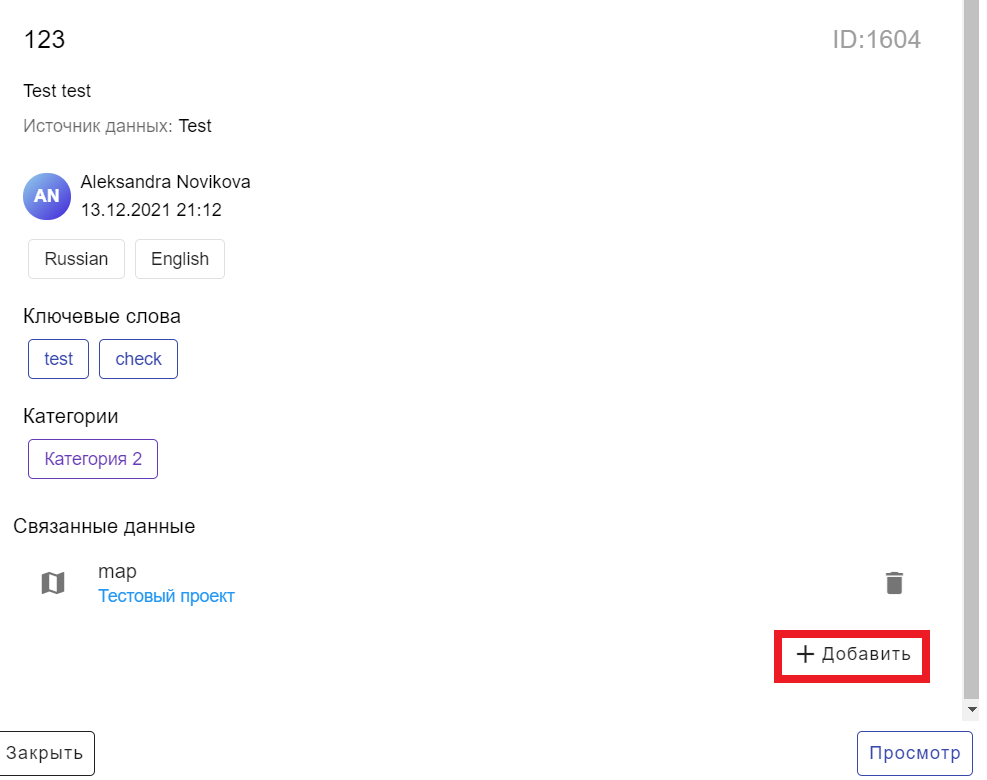 123 ID:1604
Test test
Источник данных: Test
AN
Aleksandra Novikova
13.12.2021 21:12
Russian English
Ключевые слова
test check
Категории
Категория 2
Связанные данные
map
Тестовый проект
+ Добавить
Закрыть Просмотр